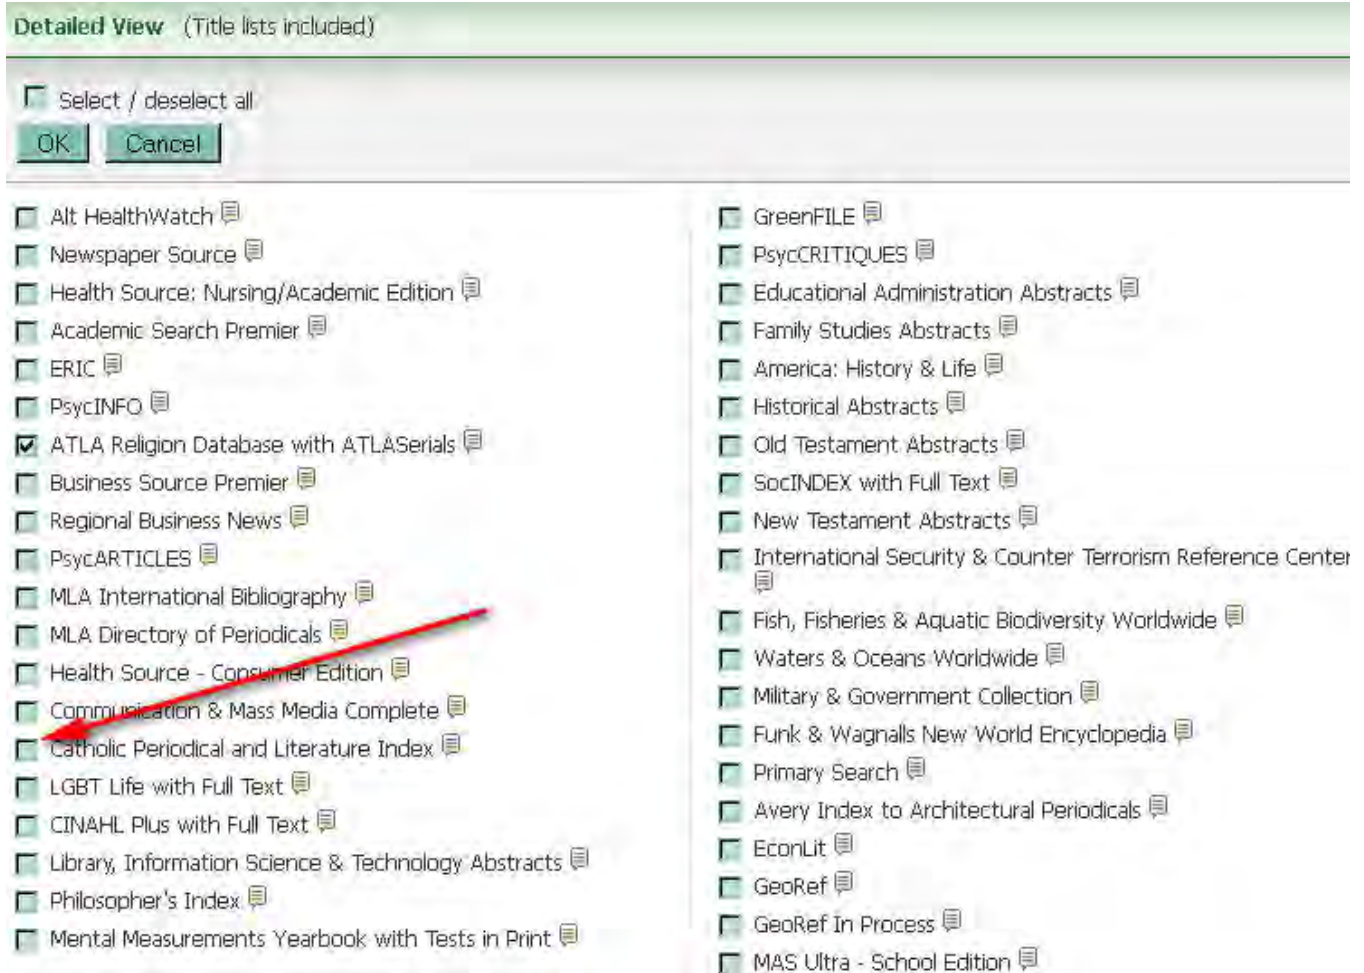 Detailed View (Title lists included)
Select / deselect all
OK Cancel
Alt HealthWatch
Newspaper Source
Health Source: Nursing/Academic Edition
Academic Search Premier
ERIC
PsycINFO
ATLA Religion Database with ATLASerials
Business Source Premier
Regional Business News
PsycARTICLES
MLA International Bibliography
MLA Directory of Periodicals
Health Source - Consumer Edition
Communication & Mass Media Complete
Catholic Periodical and Literature Index
LGBT Life with Full Text
CINAHL Plus with Full Text
Library, Information Science & Technology Abstracts
Philosopher's Index
Mental Measurements Yearbook with Tests in Print
GreenFILE
PsycCRITIQUES
Educational Administration Abstracts
Family Studies Abstracts
America: History & Life
Historical Abstracts
Old Testament Abstracts
SocINDEX with Full Text
New Testament Abstracts
International Security & Counter Terrorism Reference Center
Fish, Fisheries & Aquatic Biodiversity Worldwide
Waters & Oceans Worldwide
Military & Government Collection
Funk & Wagnalls New World Encyclopedia
Primary Search
Avery Index to Architectural Periodicals
EconLit
GeoRef
GeoRef In Process
MAS Ultra - School Edition